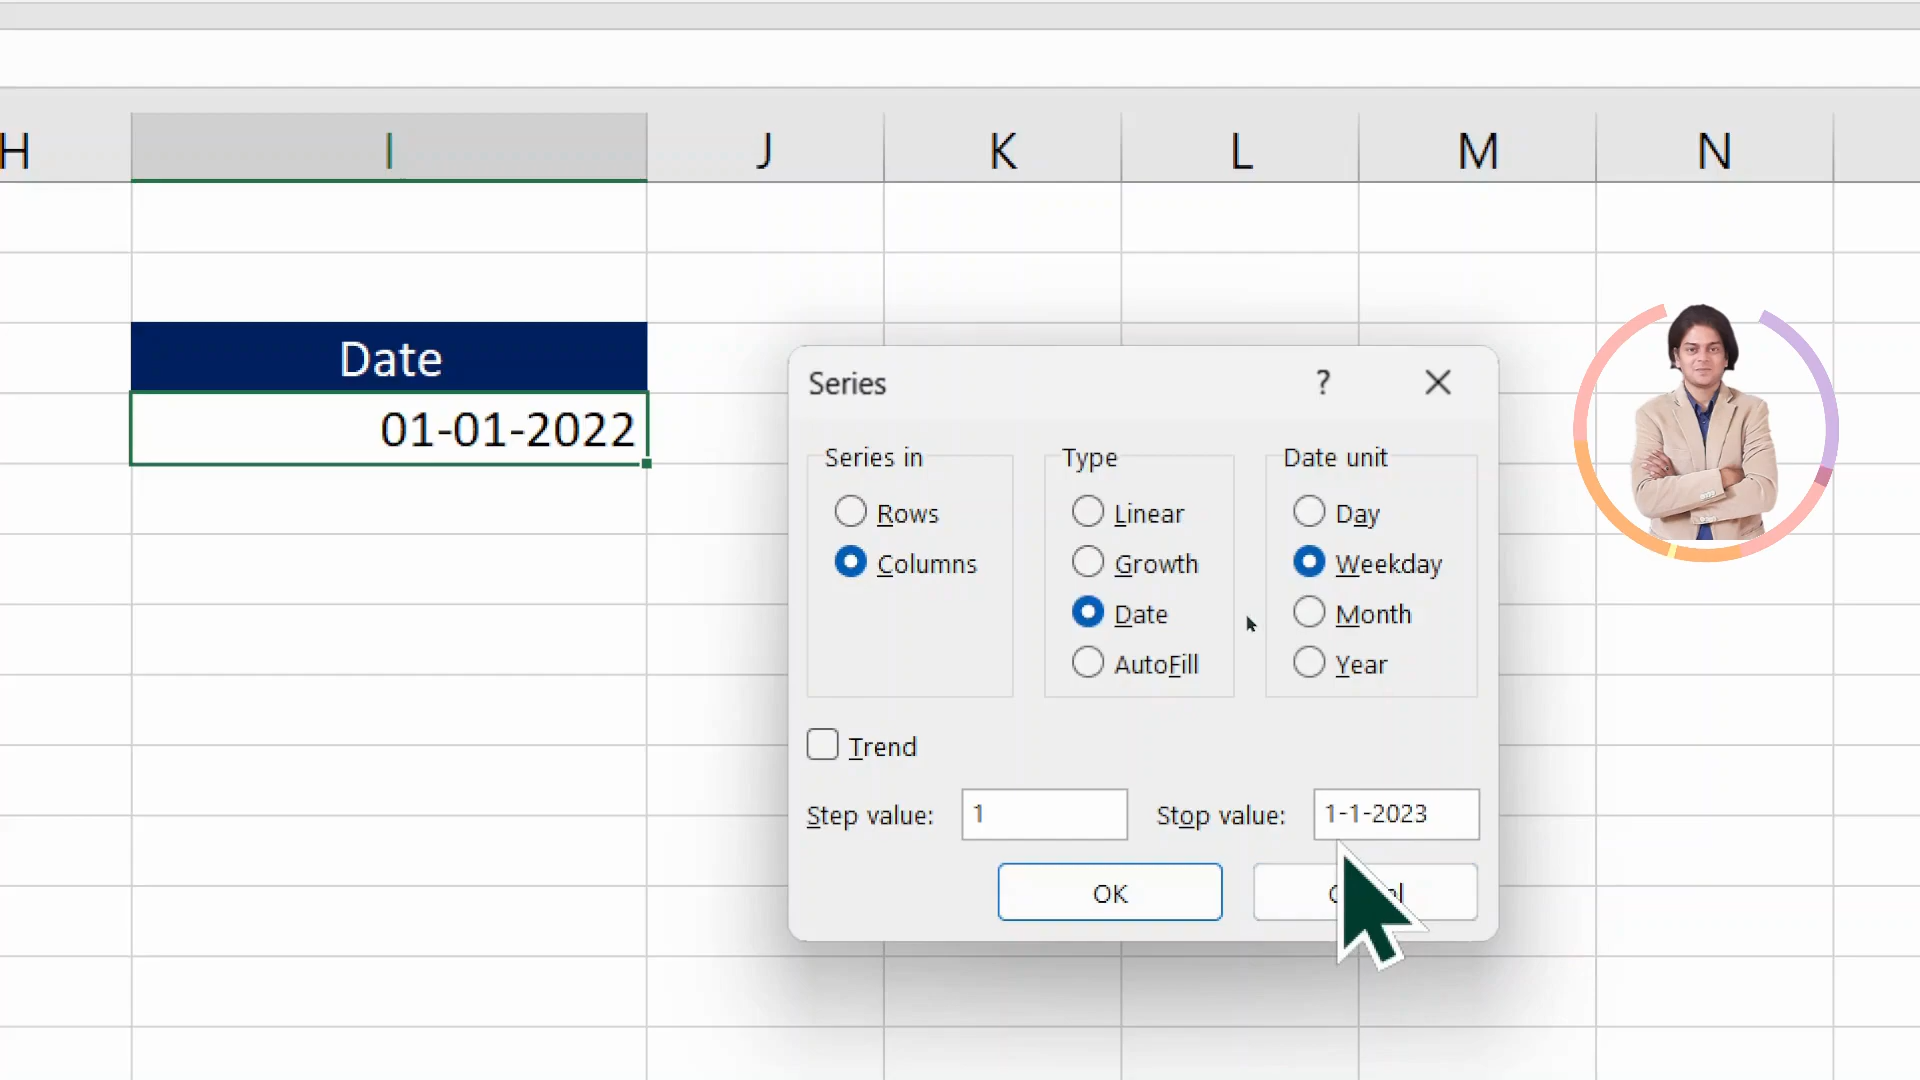 H I J K L M N
Date
01-01-2022
Series ?
Series in Type Date unit
Rows Linear Day
Columns Growth Weekday
Date Month
AutoFill Year
Trend
Step value: 1 Stop value: 1-1-2023
OK